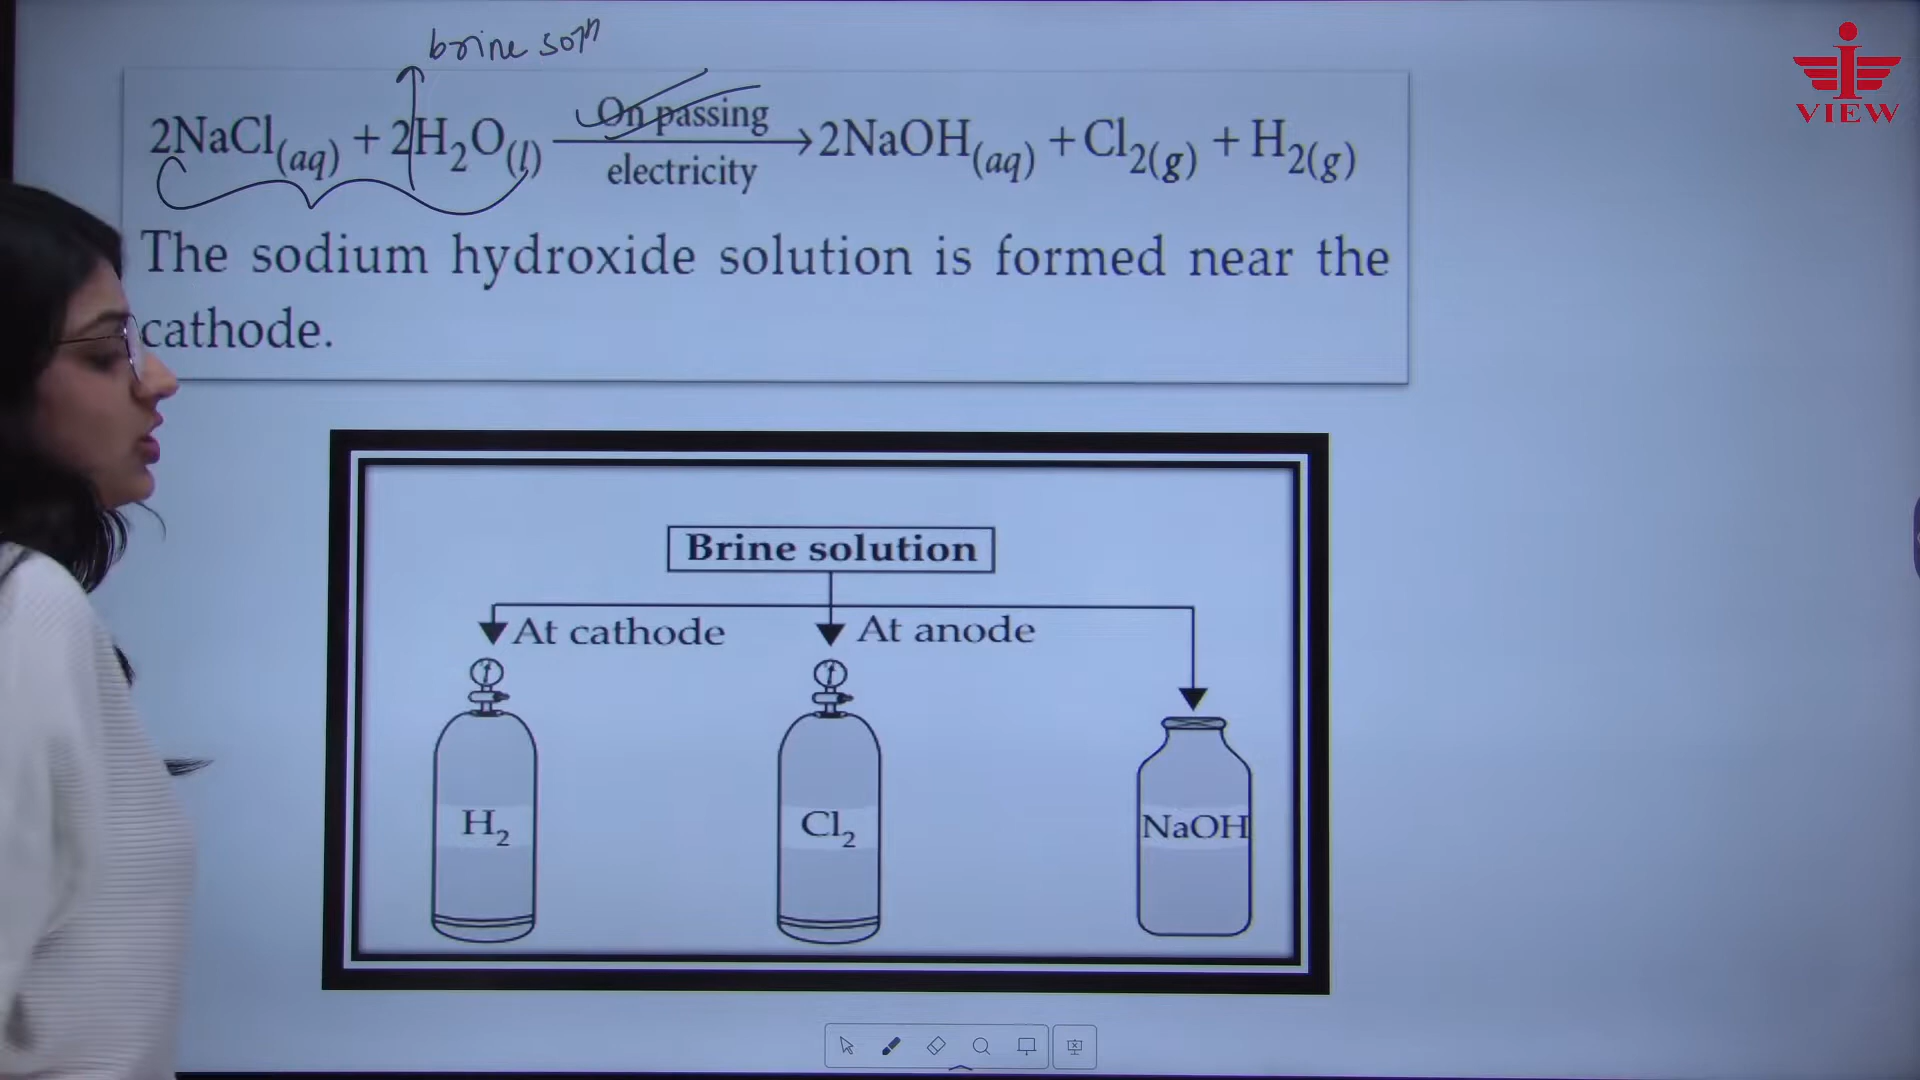 brine solⁿ
2NaCl(aq) + 2H₂O(l) On passing electricity → 2NaOH(aq) + Cl₂(g) + H₂(g)
The sodium hydroxide solution is formed near the
cathode.
Brine solution
At cathode
At anode
H₂
Cl₂
NaOH
VIEW